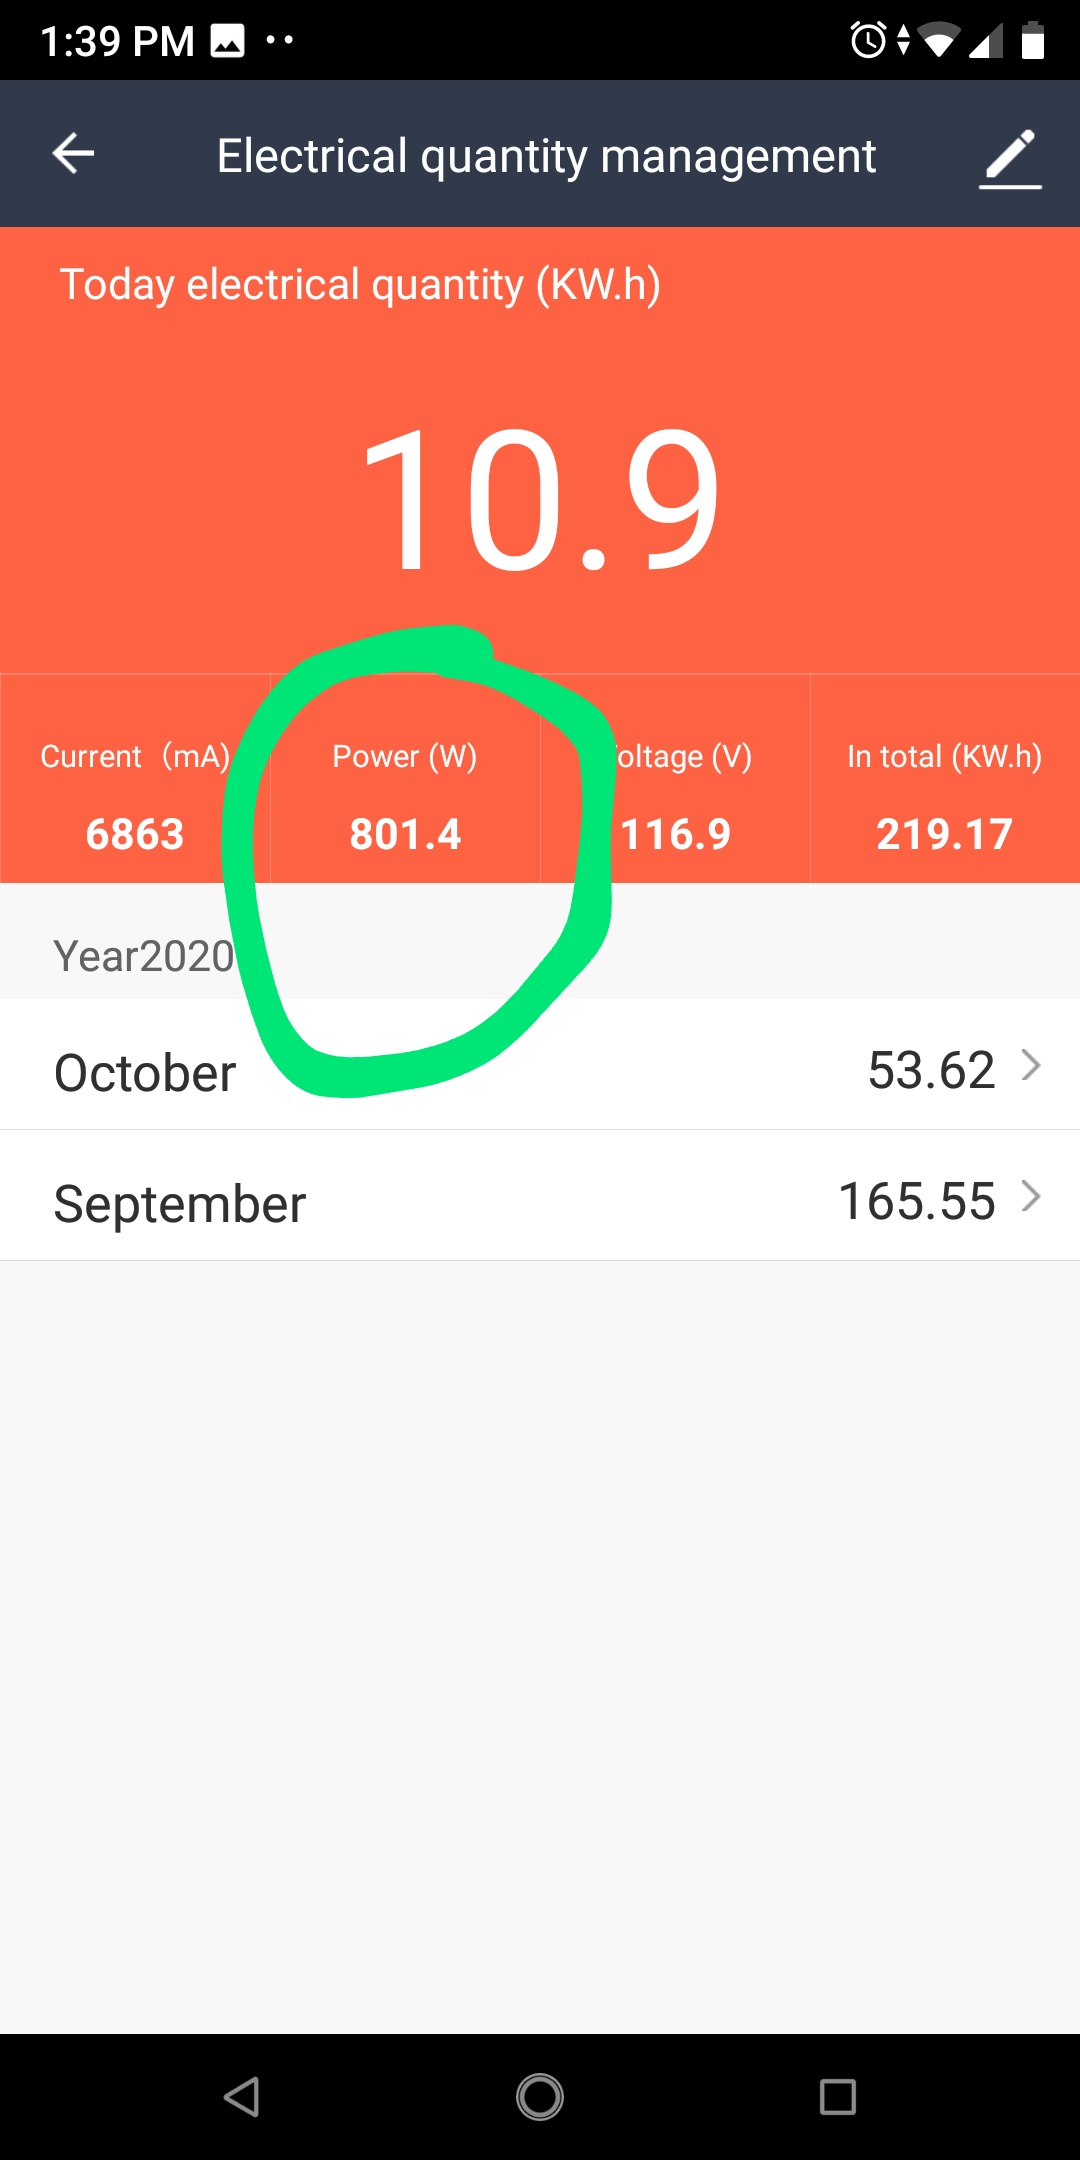 1:39 PM
Electrical quantity management
Today electrical quantity (KW.h)
10.9
Current (mA) Power (W) oltage (V) In total (KW.h)
6863 801.4 116.9 219.17
Year2020
October 53.62
September 165.55